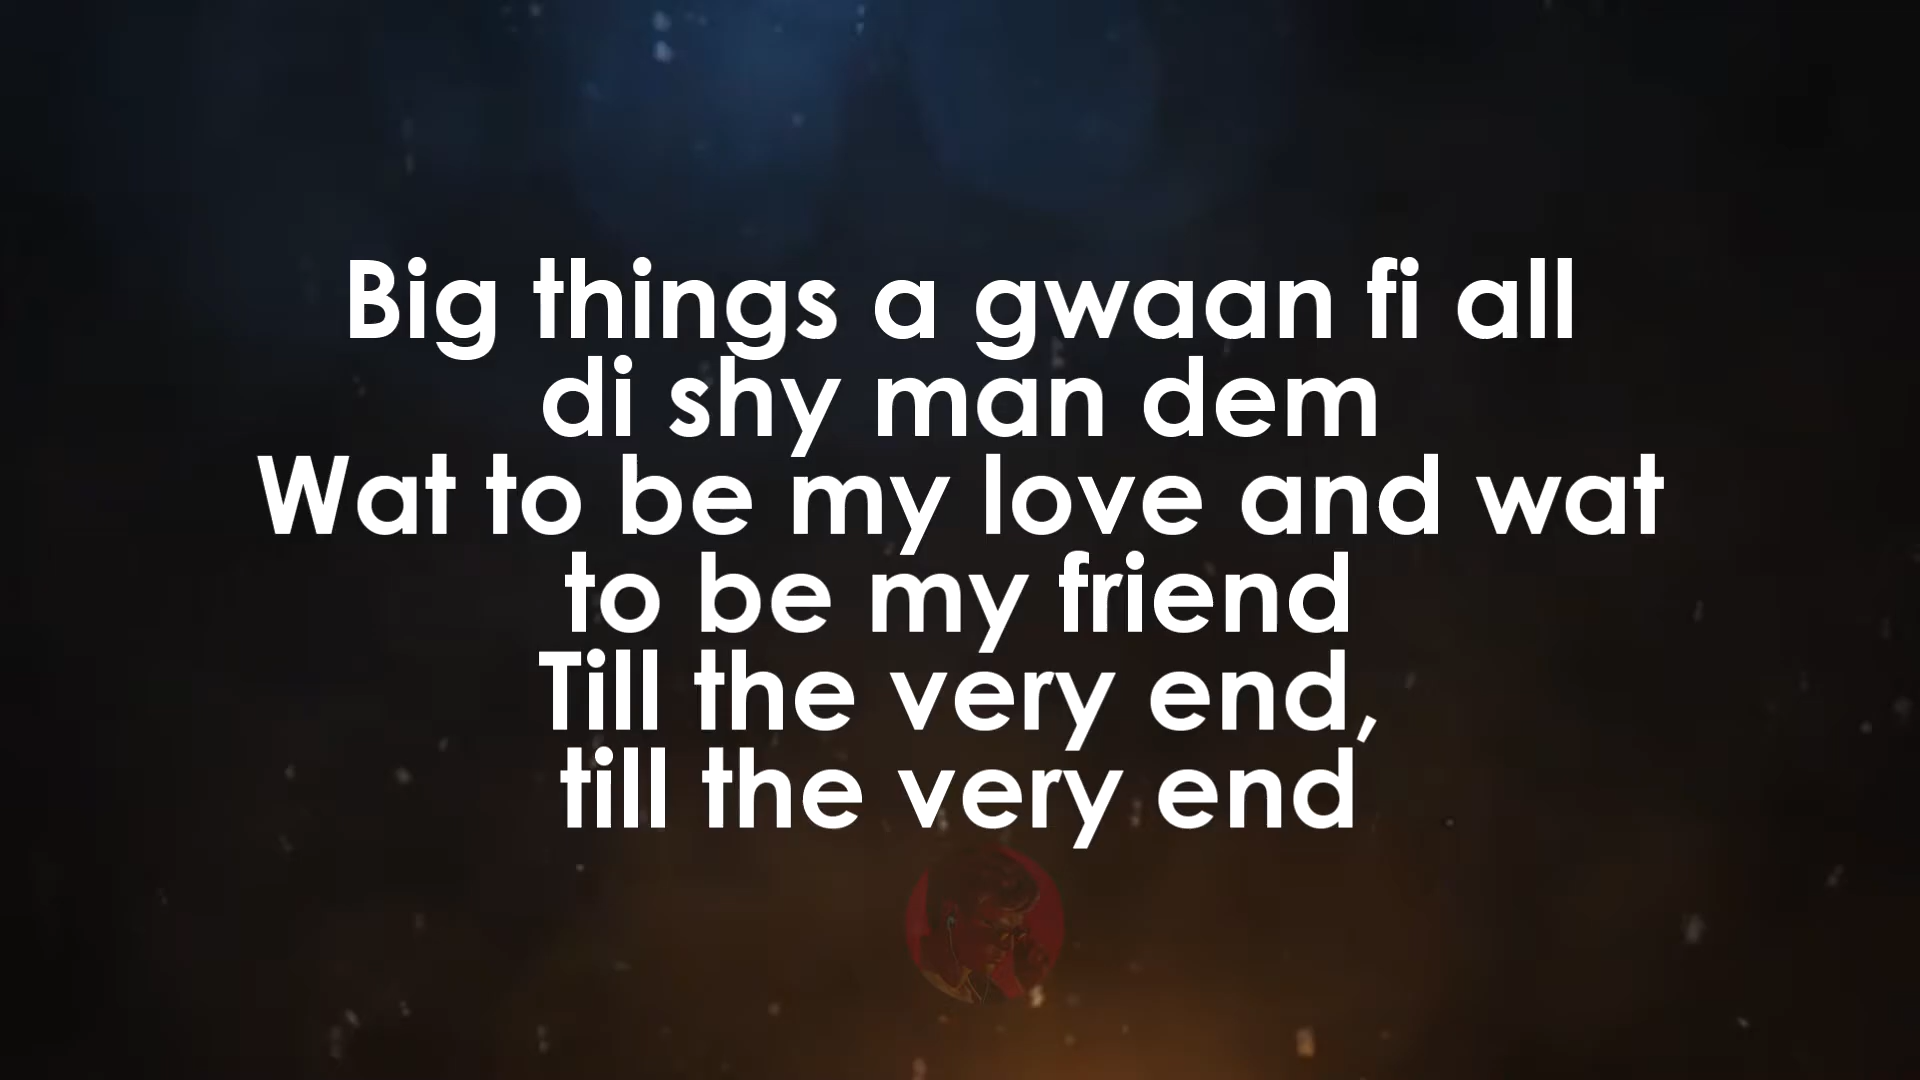 Big things a gwaan fi all
di shy man dem
Wat to be my love and wat
to be my friend
Till the very end,
till the very end